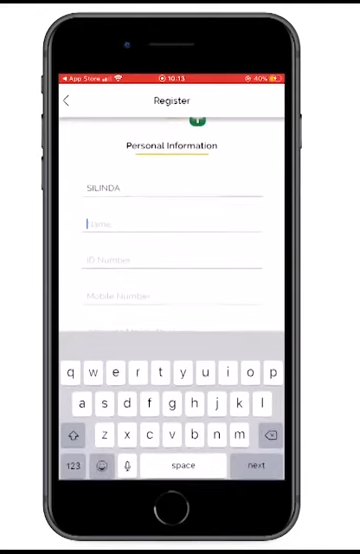 App Store
10:13
40%
Register
Personal Information
SILINDA
Name
ID Number
Mobile Number
q w e r t y u i o p
a s d f g h j k l
z x c v b n m
123 space next